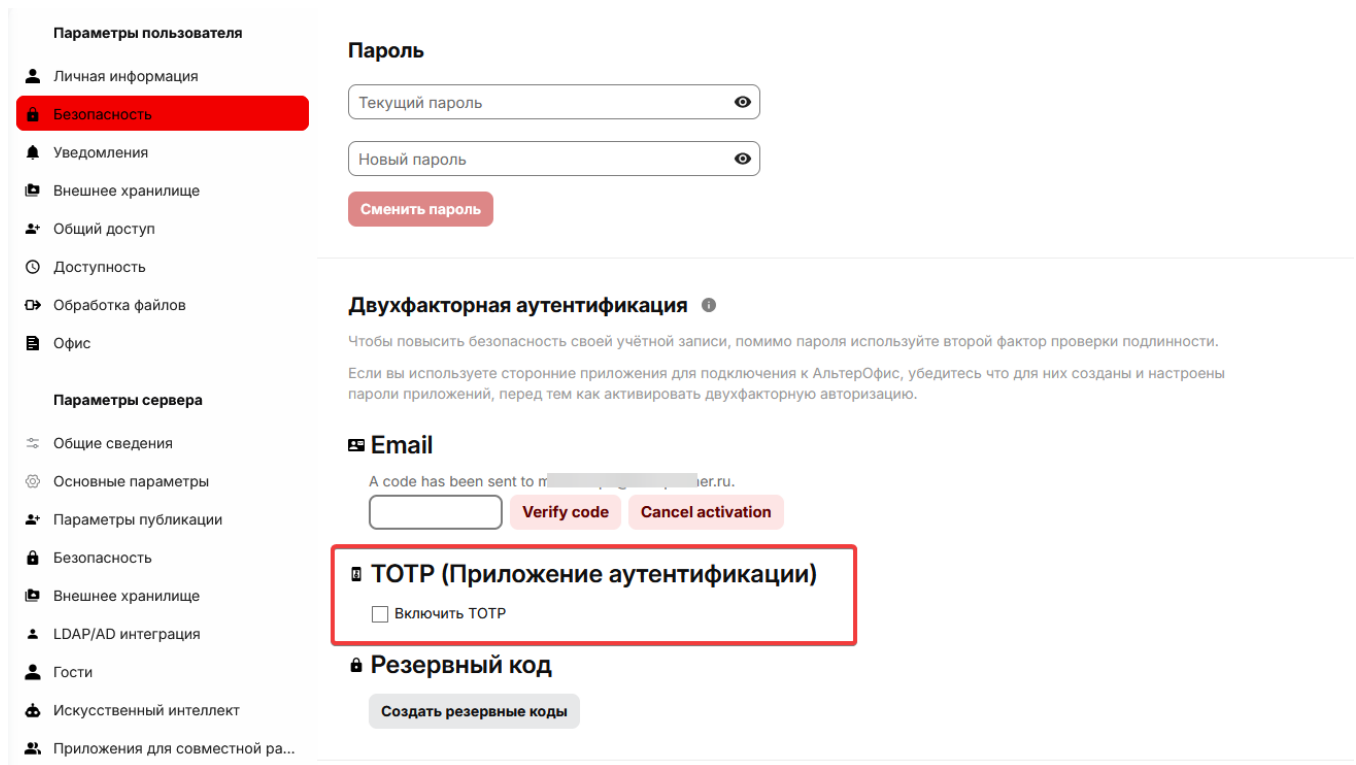 Параметры пользователя
Личная информация
Безопасность
Уведомления
Внешнее хранилище
Общий доступ
Доступность
Обработка файлов
Офис
Параметры сервера
Общие сведения
Основные параметры
Параметры публикации
Безопасность
Внешнее хранилище
LDAP/AD интеграция
Гости
Искусственный интеллект
Приложения для совместной ра...
Пароль
Текущий пароль
Новый пароль
Сменить пароль
Двухфакторная аутентификация
Чтобы повысить безопасность своей учётной записи, помимо пароля используйте второй фактор проверки подлинности.
Если вы используете сторонние приложения для подключения к АльтерОфис, убедитесь что для них созданы и настроены
пароли приложений, перед тем как активировать двухфакторную авторизацию.
Email
A code has been sent to m er.ru.
Verify code Cancel activation
TOTP (Приложение аутентификации)
Включить TOTP
Резервный код
Создать резервные коды